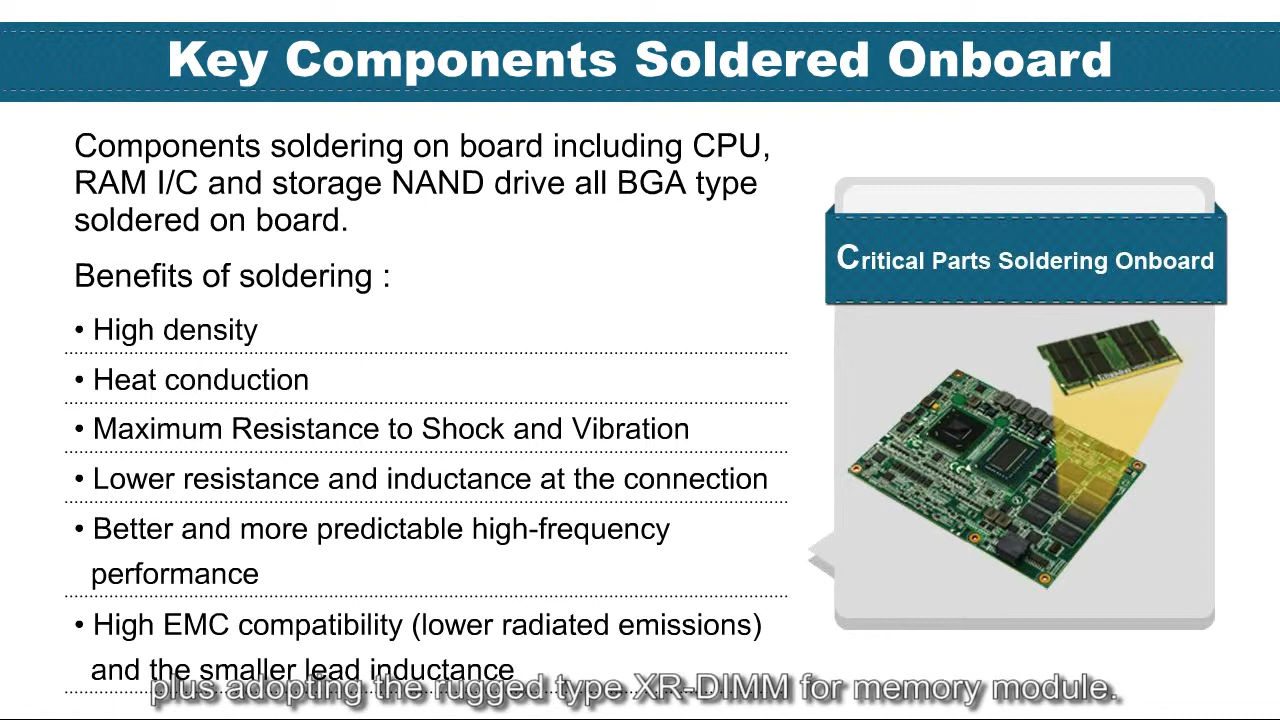 Key Components Soldered Onboard
Components soldering on board including CPU,
RAM I/C and storage NAND drive all BGA type
soldered on board.
Benefits of soldering :
• High density
• Heat conduction
• Maximum Resistance to Shock and Vibration
• Lower resistance and inductance at the connection
• Better and more predictable high-frequency
performance
• High EMC compatibility (lower radiated emissions)
and the smaller lead inductance
Critical Parts Soldering Onboard
plus adopting the rugged type XR-DIMM for memory module.